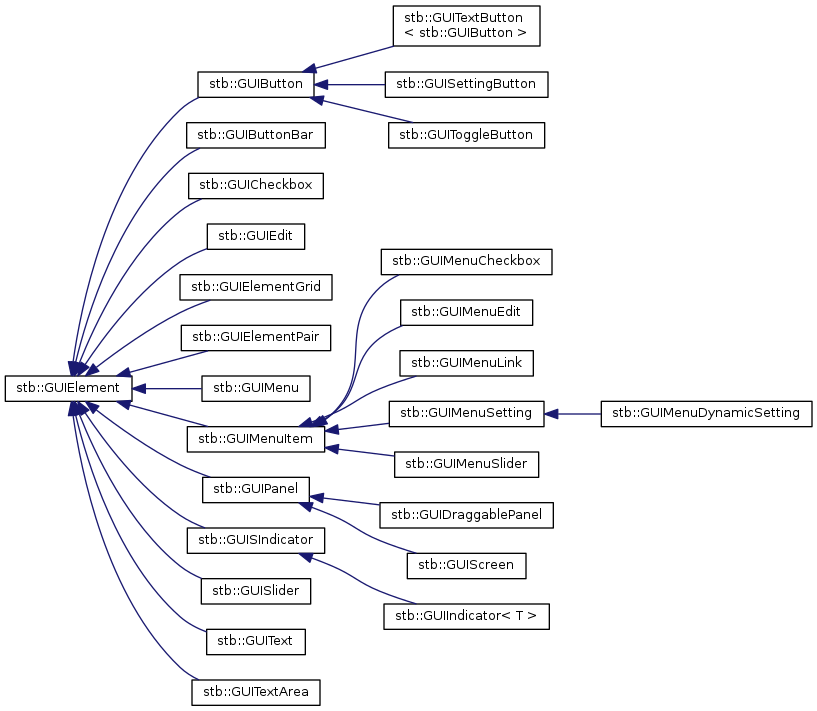 stb::GUITextButton
< stb::GUIButton >
stb::GUIButton
stb::GUISettingButton
stb::GUIToggleButton
stb::GUIButtonBar
stb::GUICheckbox
stb::GUIEdit
stb::GUIMenuCheckbox
stb::GUIElementGrid
stb::GUIMenuEdit
stb::GUIElementPair
stb::GUIMenuLink
stb::GUIElement
stb::GUIMenu
stb::GUIMenuSetting
stb::GUIMenuDynamicSetting
stb::GUIMenuItem
stb::GUIMenuSlider
stb::GUIPanel
stb::GUIDraggablePanel
stb::GUISIndicator
stb::GUIScreen
stb::GUISlider
stb::GUIIndicator< T >
stb::GUIText
stb::GUITextArea